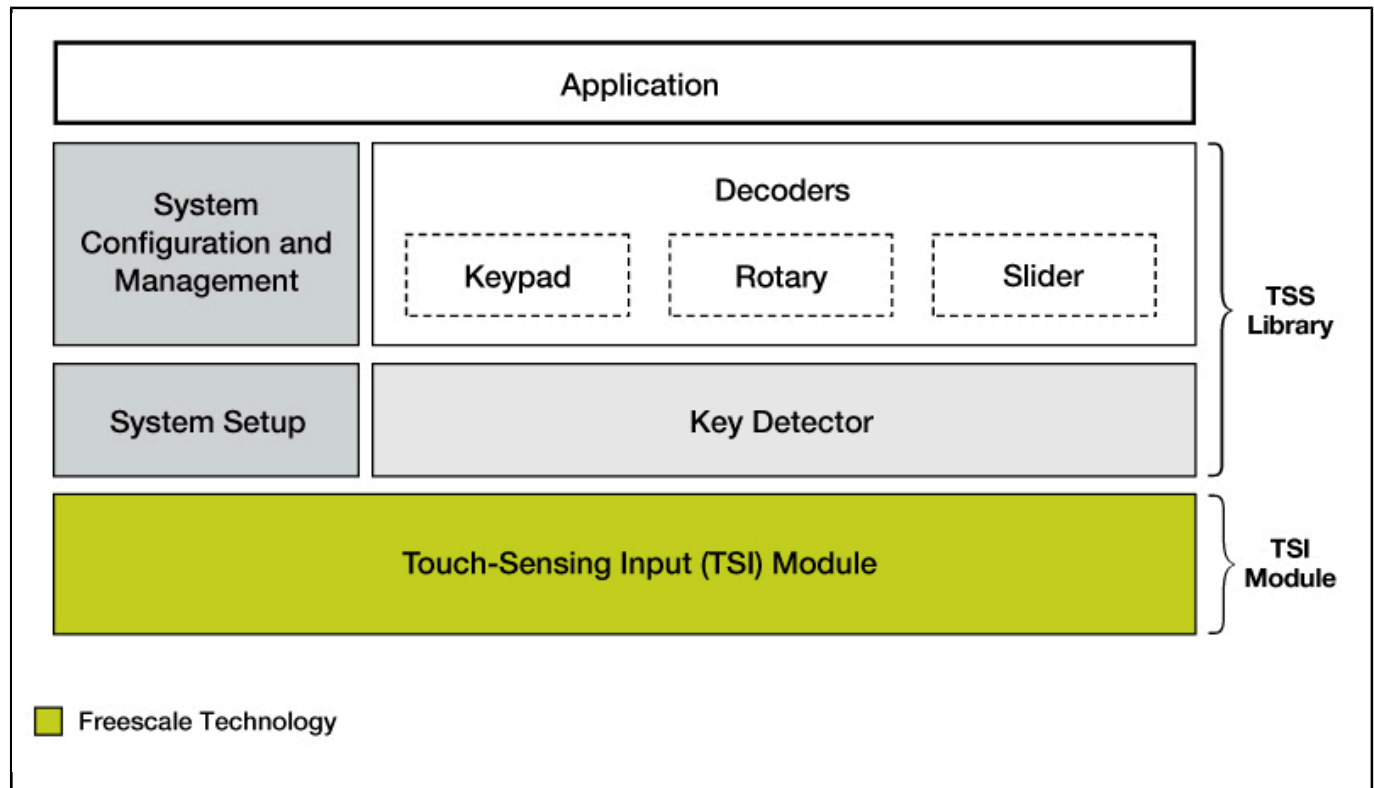 Application
System
Configuration and
Management
Decoders
Keypad
Rotary
Slider
TSS
Library
System Setup
Key Detector
Touch-Sensing Input (TSI) Module
TSI
Module
Freescale Technology